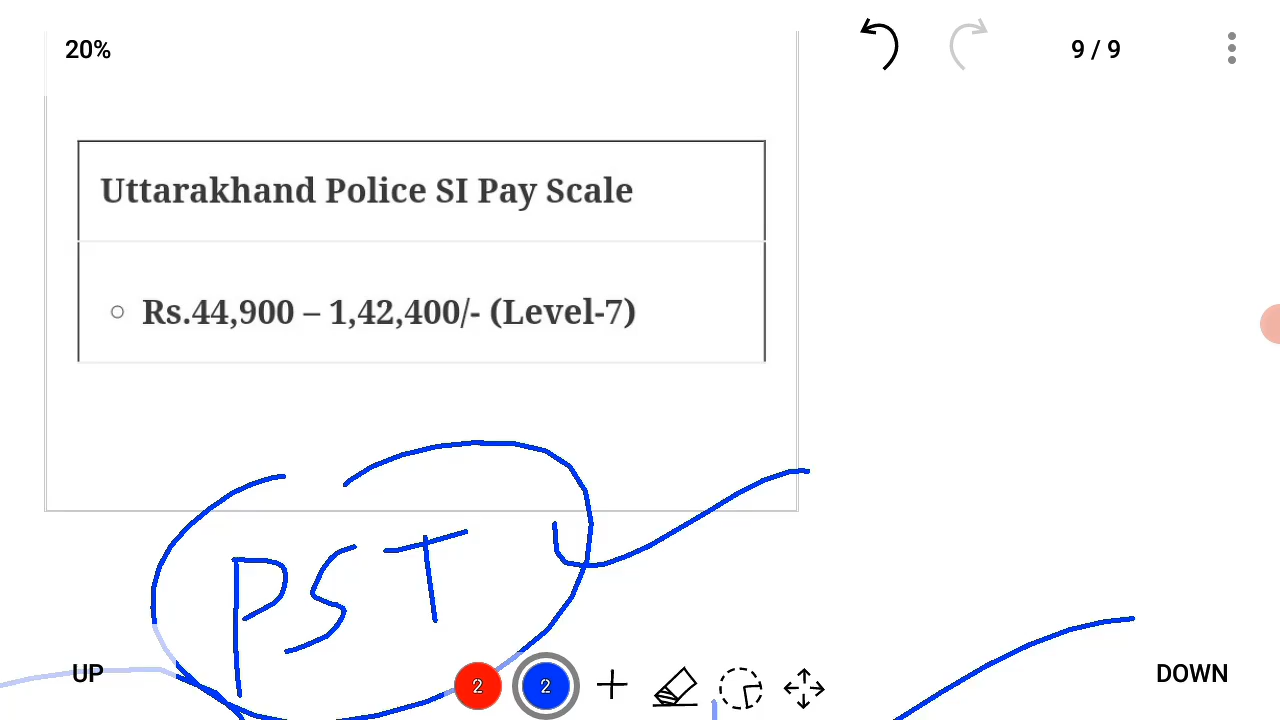 20%
9 / 9
Uttarakhand Police SI Pay Scale
Rs.44,900 – 1,42,400/- (Level-7)
PST
UP
2
2
DOWN